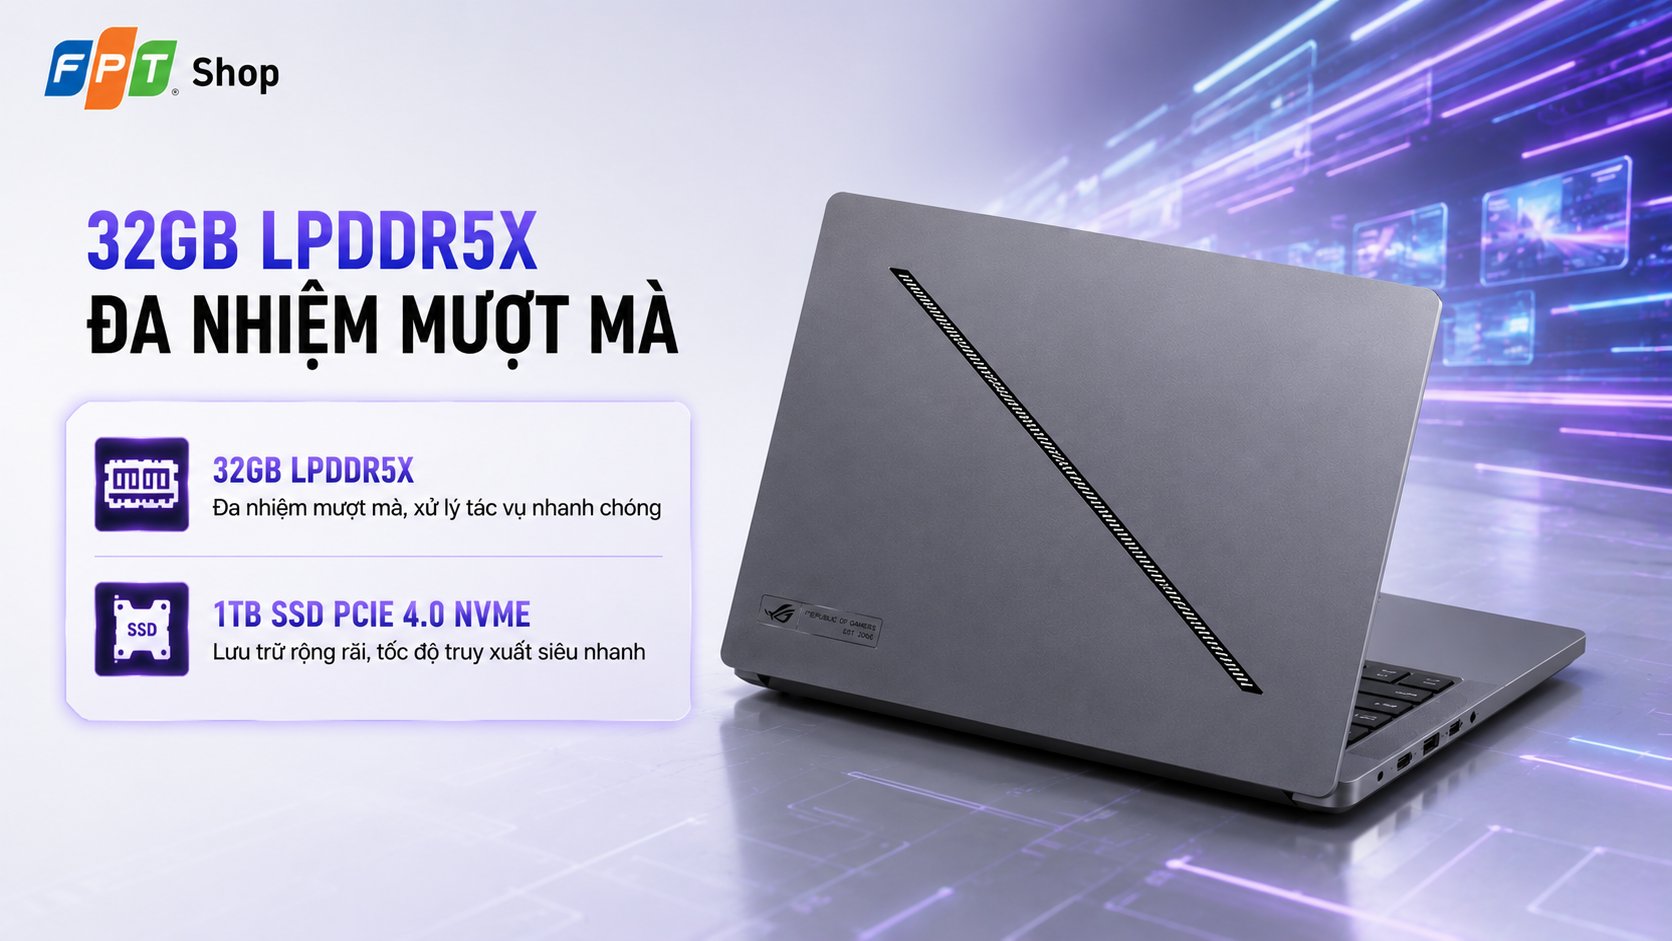 FPT Shop
32GB LPDDR5X
ĐA NHIỆM MƯỢT MÀ
32GB LPDDR5X
Đa nhiệm mượt mà, xử lý tác vụ nhanh chóng
SSD
1TB SSD PCIE 4.0 NVME
Lưu trữ rộng rãi, tốc độ truy xuất siêu nhanh
REPUBLIC OF GAMERS